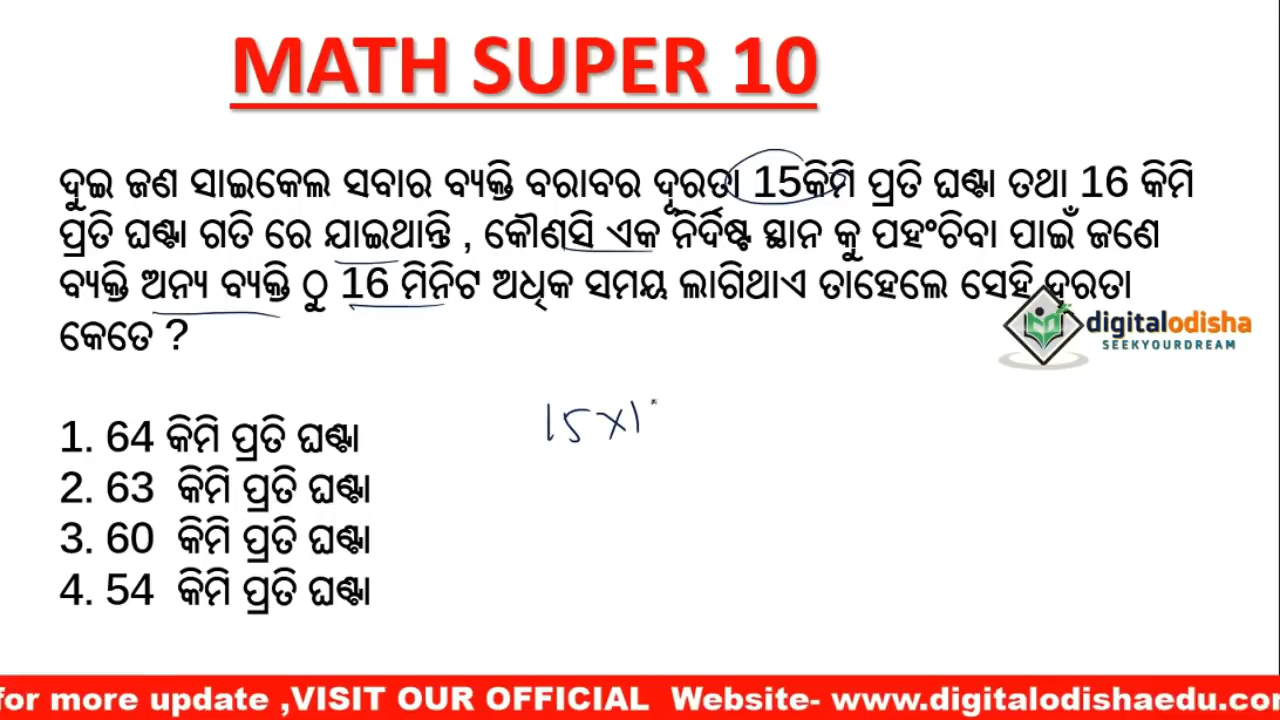 MATH SUPER 10
ଦୁଇ ଜଣ ସାଇକେଲ ସବାର ବ୍ୟକ୍ତି ବରାବର ଦୂରତା 15କିମି ପ୍ରତି ଘଣ୍ଟା ତଥା 16 କିମି
ପ୍ରତି ଘଣ୍ଟା ଗତି ରେ ଯାଇଥାନ୍ତି , କୌଣସି ଏକ ନିର୍ଦିଷ୍ଟ ସ୍ଥାନ କୁ ପହଂଚିବା ପାଇଁ ଜଣେ
ବ୍ୟକ୍ତି ଅନ୍ୟ ବ୍ୟକ୍ତି ଠୁ 16 ମିନିଟ ଅଧିକ ସମୟ ଲାଗିଥାଏ ତାହେଲେ ସେହି ଦୂରତା
କେତେ ?
digitalodisha
SEEKYOURDREAM
15x1
1. 64 କିମି ପ୍ରତି ଘଣ୍ଟା
2. 63 କିମି ପ୍ରତି ଘଣ୍ଟା
3. 60 କିମି ପ୍ରତି ଘଣ୍ଟା
4. 54 କିମି ପ୍ରତି ଘଣ୍ଟା
for more update ,VISIT OUR OFFICIAL Website- www.digitalodishaedu.co